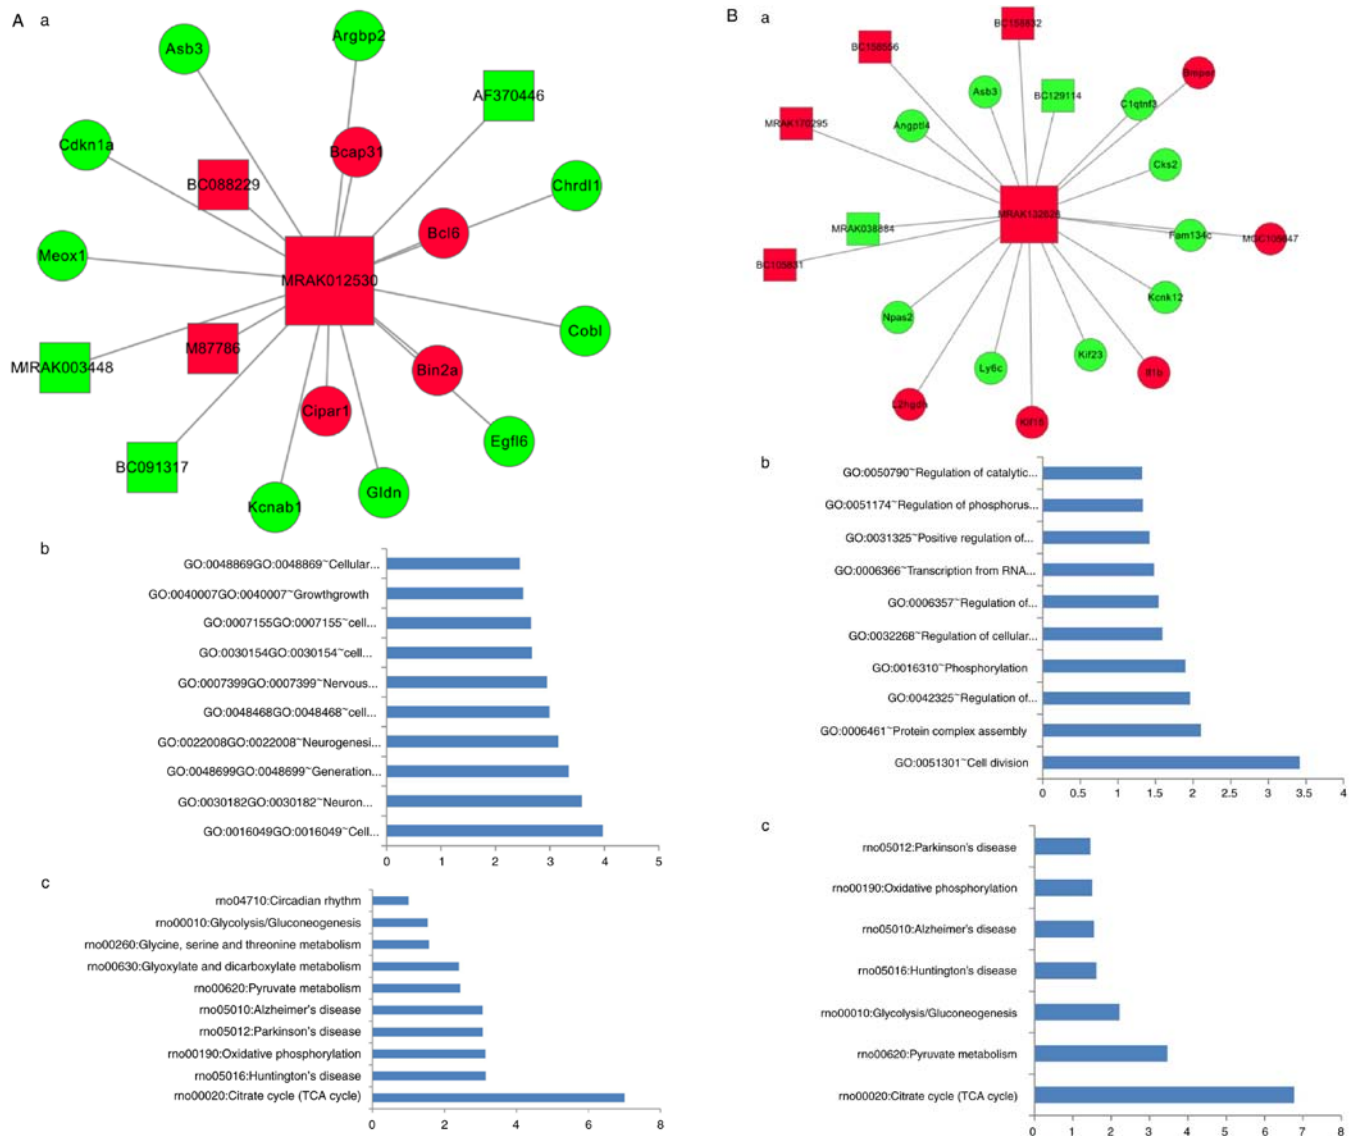 A a
Asb3
Argbp2
AF370446
Cdkn1a
Bcap31
BC088229
Chrdl1
Bcl6
Meox1
MRAK012530
Cobl
M87786
MIRAK003448
Bin2a
Cipar1
Egfl6
BC091317
Gldn
Kcnab1
b
GO:0048869GO:0048869~Cellular...
GO:0040007GO:0040007~Growthgrowth
GO:0007155GO:0007155~cell...
GO:0030154GO:0030154~cell...
GO:0007399GO:0007399~Nervous...
GO:0048468GO:0048468~cell...
GO:0022008GO:0022008~Neurogenesi...
GO:0048699GO:0048699~Generation...
GO:0030182GO:0030182~Neuron...
GO:0016049GO:0016049~Cell...
0 1 2 3 4 5
c
rno04710:Circadian rhythm
rno00010:Glycolysis/Gluconeogenesis
rno00260:Glycine, serine and threonine metabolism
rno00630:Glyoxylate and dicarboxylate metabolism
rno00620:Pyruvate metabolism
rno05010:Alzheimer's disease
rno05012:Parkinson's disease
rno00190:Oxidative phosphorylation
rno05016:Huntington's disease
rno00020:Citrate cycle (TCA cycle)
0 2 4 6 8
B a
BC158832
BC158556
Asb3
BC129114
C1qtnf3
MRAK170295
Angptl4
Cks2
MRAK038884
Fam134c
BC105831
Kcnk12
Npas2
Kif23
Ly6c
Il1b
L2hgdh
Kif18
b
GO:0050790~Regulation of catalytic...
GO:0051174~Regulation of phosphorus...
GO:0031325~Positive regulation of...
GO:0006366~Transcription from RNA...
GO:0006357~Regulation of...
GO:0032268~Regulation of cellular...
GO:0016310~Phosphorylation
GO:0042325~Regulation of...
GO:0006461~Protein complex assembly
GO:0051301~Cell division
0 0.5 1 1.5 2 2.5 3 3.5 4
c
rno05012:Parkinson's disease
rno00190:Oxidative phosphorylation
rno05010:Alzheimer's disease
rno05016:Huntington's disease
rno00010:Glycolysis/Gluconeogenesis
rno00620:Pyruvate metabolism
rno00020:Citrate cycle (TCA cycle)
0 1 2 3 4 5 6 7 8